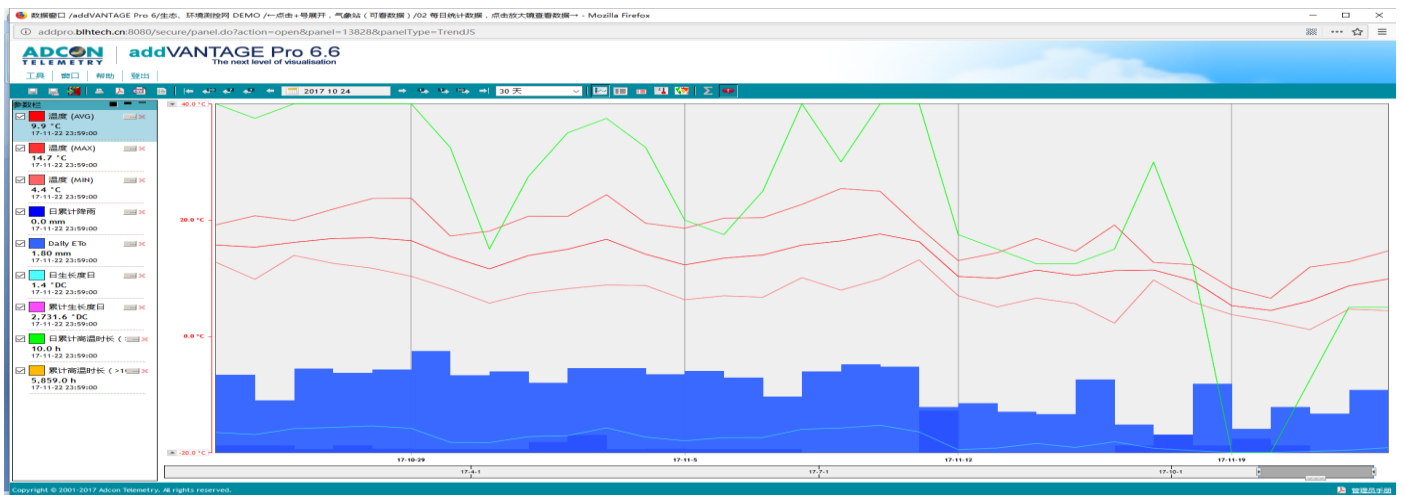 数据窗口 /addVANTAGE Pro 6/生态、环境测控网 DEMO /←点击+号展开，气象站（可看数据）/02 每日统计数据，点击放大镜查看数据→ - Mozilla Firefox
addpro.blhtech.cn:8080/secure/panel.do?action=open&panel=13828&panelType=TrendJS
ADCON TELEMETRY
addVANTAGE Pro 6.6
The next level of visualisation
工具 窗口 帮助 登出
2017 10 24
30 天
参数栏
温度 (AVG)
9.9 °C
17-11-22 23:59:00
温度 (MAX)
14.7 °C
17-11-22 23:59:00
温度 (MIN)
4.4 °C
17-11-22 23:59:00
日累计降雨
0.0 mm
17-11-22 23:59:00
Daily ETo
1.80 mm
17-11-22 23:59:00
日生长度日
1.4 °DC
17-11-22 23:59:00
累计生长度日
2,731.6 °DC
17-11-22 23:59:00
日累计高温时长 (
10.0 h
17-11-22 23:59:00
累计高温时长 (>1
5,859.0 h
17-11-22 23:59:00
40.0 °C
20.0 °C
0.0 °C
-20.0 °C
17-10-29 17-11-5 17-11-12 17-11-19
17-4-1 17-7-1 17-10-1
Copyright © 2001-2017 Adcon Telemetry. All rights reserved.
管理员手册